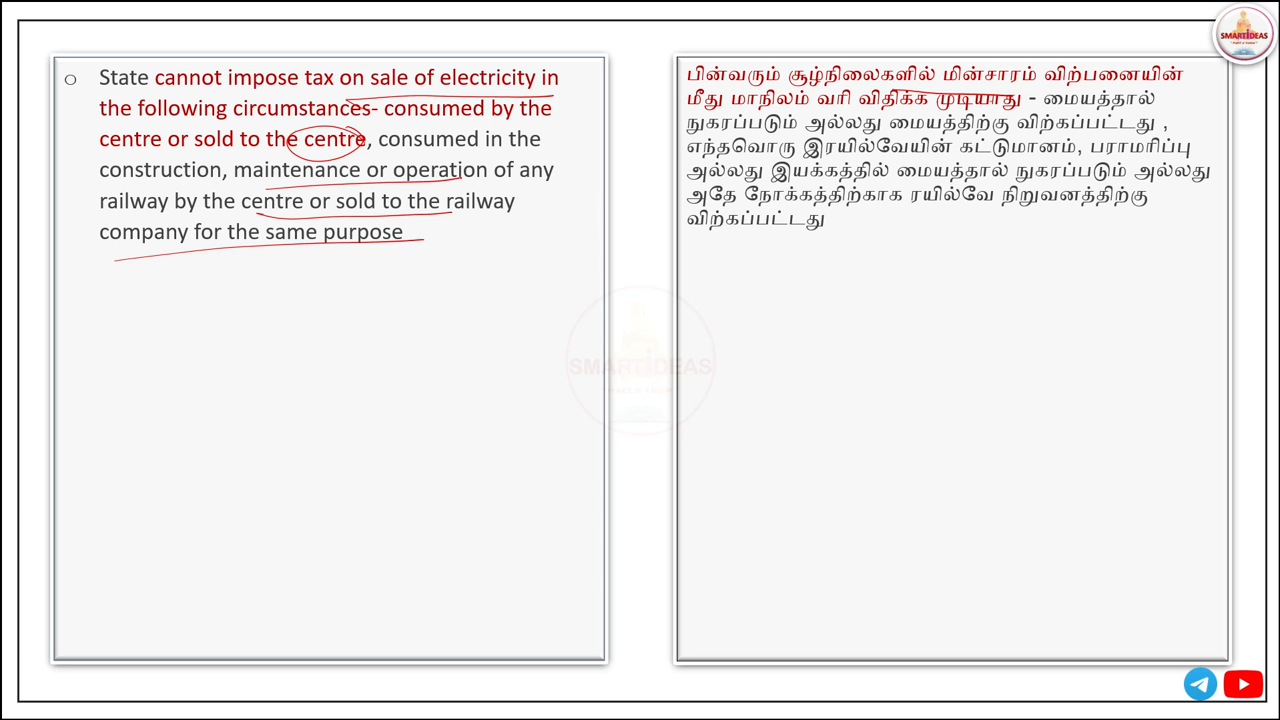 SMARTIDEAS
o State cannot impose tax on sale of electricity in
the following circumstances- consumed by the
centre or sold to the centre, consumed in the
construction, maintenance or operation of any
railway by the centre or sold to the railway
company for the same purpose
பின்வரும் சூழ்நிலைகளில் மின்சாரம் விற்பனையின்
மீது மாநிலம் வரி விதிக்க முடியாது - மையத்தால்
நுகரப்படும் அல்லது மையத்திற்கு விற்கப்பட்டது ,
எந்தவொரு இரயில்வேயின் கட்டுமானம், பராமரிப்பு
அல்லது இயக்கத்தில் மையத்தால் நுகரப்படும் அல்லது
அதே நோக்கத்திற்காக ரயில்வே நிறுவனத்திற்கு
விற்கப்பட்டது
SMARTIDEAS